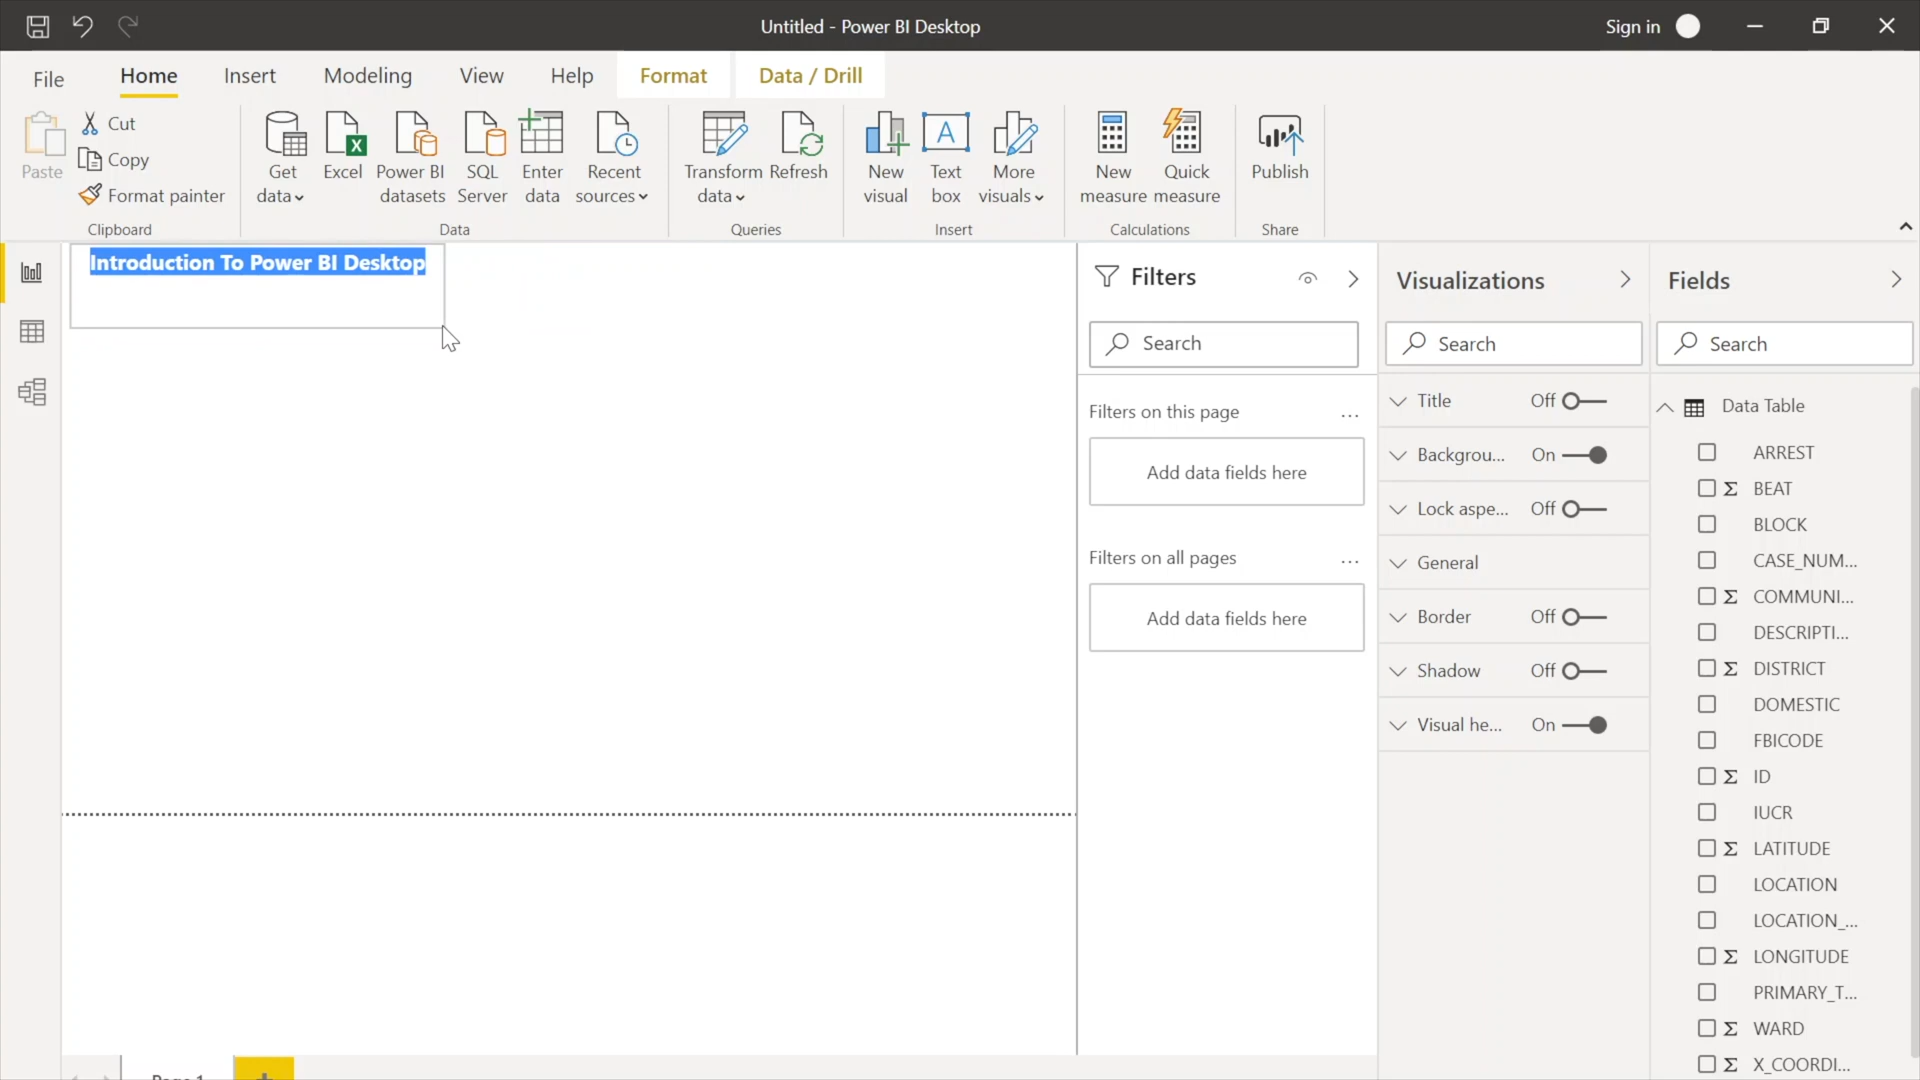 Untitled - Power BI Desktop
Sign in
File
Home
Insert
Modeling
View
Help
Format
Data / Drill
Paste
Cut
Copy
Format painter
Clipboard
Get data
Excel
Power BI datasets
SQL Server
Enter data
Recent sources
Data
Transform data
Refresh
Queries
New visual
A
Text box
More visuals
Insert
New measure
Quick measure
Calculations
Publish
Share
Introduction To Power BI Desktop
Filters
Search
Filters on this page
...
Add data fields here
Filters on all pages
...
Add data fields here
Visualizations
Search
Title Off
Backgrou... On
Lock aspe... Off
General
Border Off
Shadow Off
Visual he... On
Fields
Search
Data Table
ARREST
Σ BEAT
BLOCK
CASE_NUM...
Σ COMMUNI...
DESCRIPTI...
Σ DISTRICT
DOMESTIC
FBICODE
Σ ID
IUCR
Σ LATITUDE
LOCATION
LOCATION_...
Σ LONGITUDE
PRIMARY_T...
Σ WARD
Σ X_COORDI...
Page 1